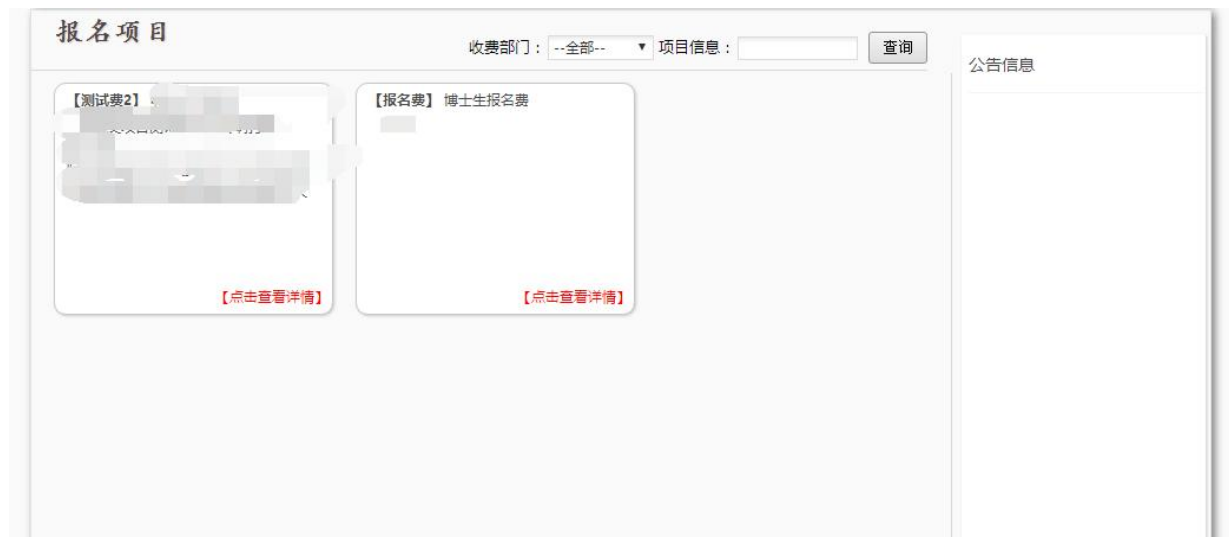 报名项目
收费部门： --全部-- 项目信息： 查询
公告信息
【测试费2】
【报名费】 博士生报名费
【点击查看详情】
【点击查看详情】